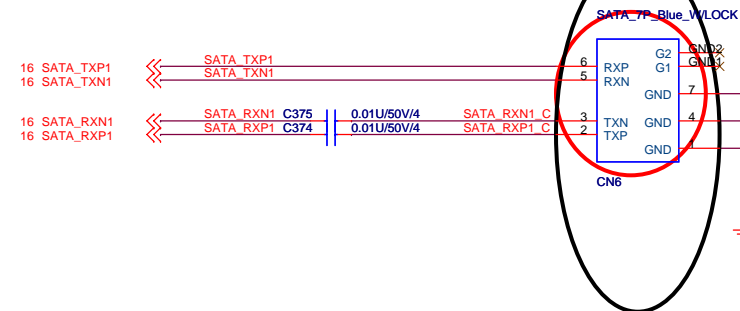 SATA_7P_Blue_W/LOCK
GND2
G2
16 SATA_TXP1 SATA_TXP1 6 RXP G1 GND1
16 SATA_TXN1 SATA_TXN1 5 RXN
GND 7
16 SATA_RXN1 SATA_RXN1 C375 0.01U/50V/4 SATA_RXN1_C 3 TXN GND 4
16 SATA_RXP1 SATA_RXP1 C374 0.01U/50V/4 SATA_RXP1_C 2 TXP
GND 1
CN6